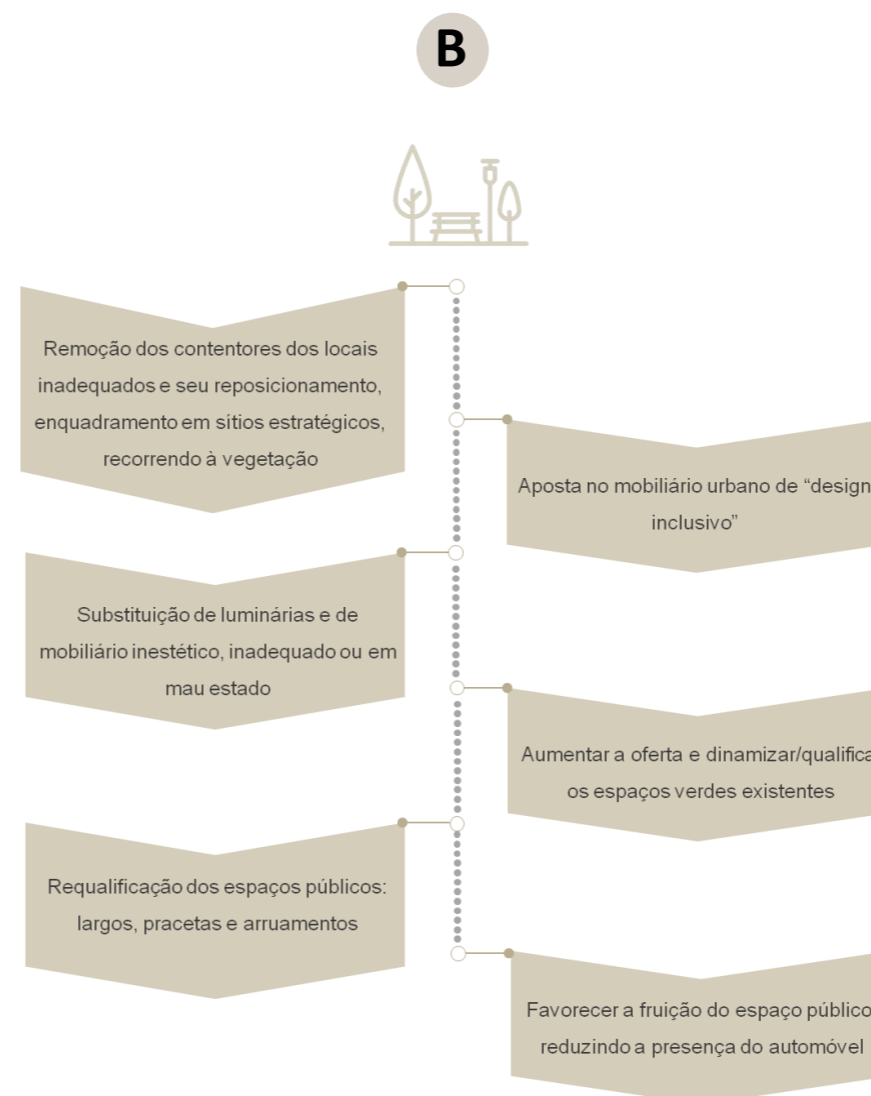 B
Remoção dos contentores dos locais
inadequados e seu reposicionamento,
enquadramento em sítios estratégicos,
recorrendo à vegetação
Aposta no mobiliário urbano de “design
inclusivo”
Substituição de luminárias e de
mobiliário inestético, inadequado ou em
mau estado
Aumentar a oferta e dinamizar/qualifica
os espaços verdes existentes
Requalificação dos espaços públicos:
largos, pracetas e arruamentos
Favorecer a fruição do espaço público
reduzindo a presença do automóvel